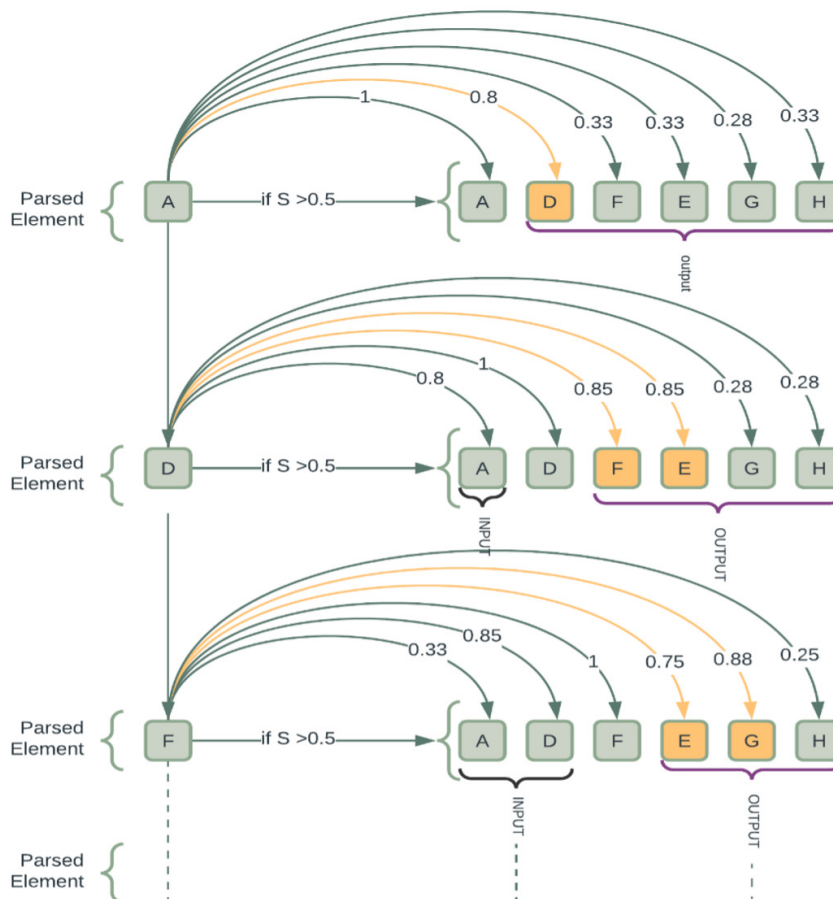 1
0.8
0.33
0.33
0.28
0.33
Parsed
Element
A
if S >0.5
A D F E G H
output
0.8
1
0.85
0.85
0.28
0.28
Parsed
Element
D
if S >0.5
A D F E G H
INPUT
OUTPUT
0.33
0.85
1
0.75
0.88
0.25
Parsed
Element
F
if S >0.5
A D F E G H
INPUT
OUTPUT
Parsed
Element